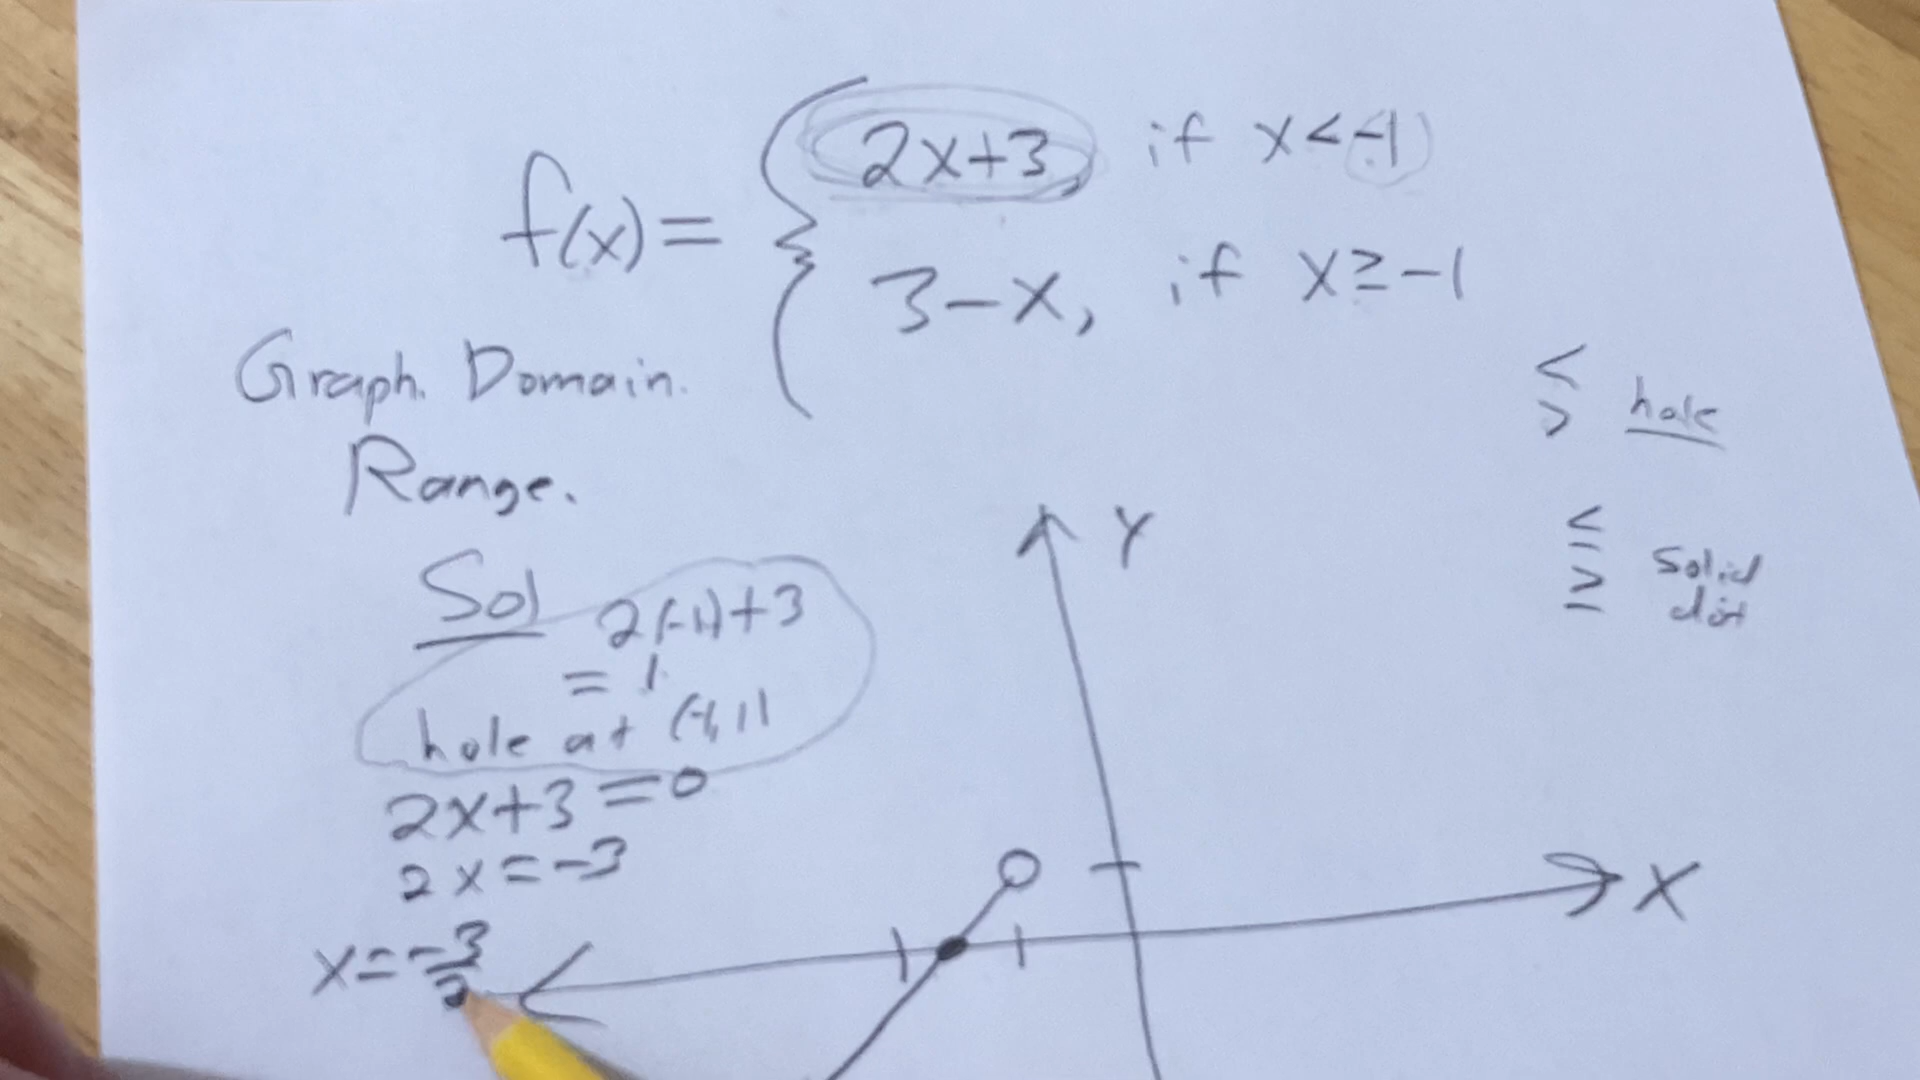 f(x) = { 2x+3, if x < -1
3-x, if x ≥ -1
Graph. Domain.
Range.
<
> hole
≤
≥ solid
dot
Sol
2(-1)+3
= 1
hole at (-1, 1)
2x+3=0
2x=-3
x=-3/2
Y
X